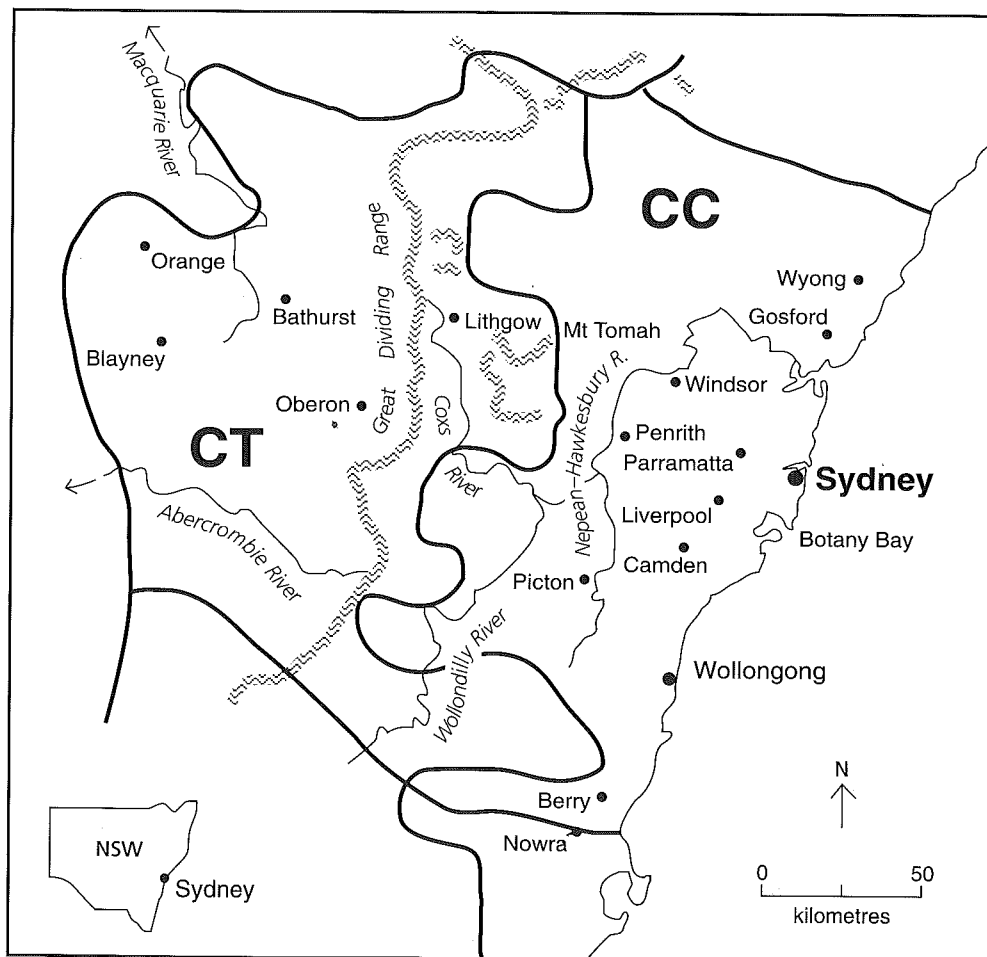 Macquarie River
CC
Orange
Range
Wyong
Bathurst
Dividing
Lithgow
Mt Tomah
Gosford
Blayney
Windsor
Oberon
Great
Coxs
River
Nepean–Hawkesbury R.
Penrith
Parramatta
CT
Sydney
Liverpool
Botany Bay
Abercrombie River
Camden
Picton
Wollondilly River
Wollongong
N
Berry
Nowra
NSW
Sydney
0 50
kilometres